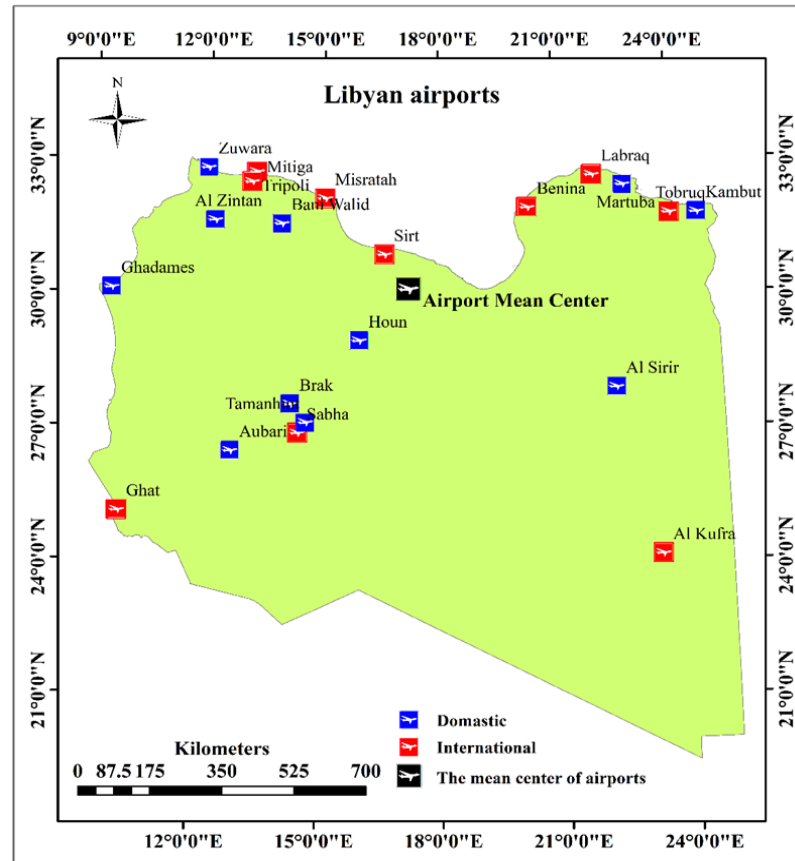 9°0'0"E 12°0'0"E 15°0'0"E 18°0'0"E 21°0'0"E 24°0'0"E
N
Libyan airports
33°0'0"N 33°0'0"N
Zuwara
Mitiga
Tripoli
Misratah
Al Zintan
Bani Walid
Labraq
Benina
Martuba
Tobruq
Kambut
Sirt
Ghadames
30°0'0"N 30°0'0"N
Airport Mean Center
Houn
Al Sirir
Brak
Tamanhint
Sabha
27°0'0"N 27°0'0"N
Aubari
Ghat
Al Kufra
24°0'0"N 24°0'0"N
21°0'0"N 21°0'0"N
Domastic
International
The mean center of airports
Kilometers
0 87.5 175 350 525 700
12°0'0"E 15°0'0"E 18°0'0"E 21°0'0"E 24°0'0"E